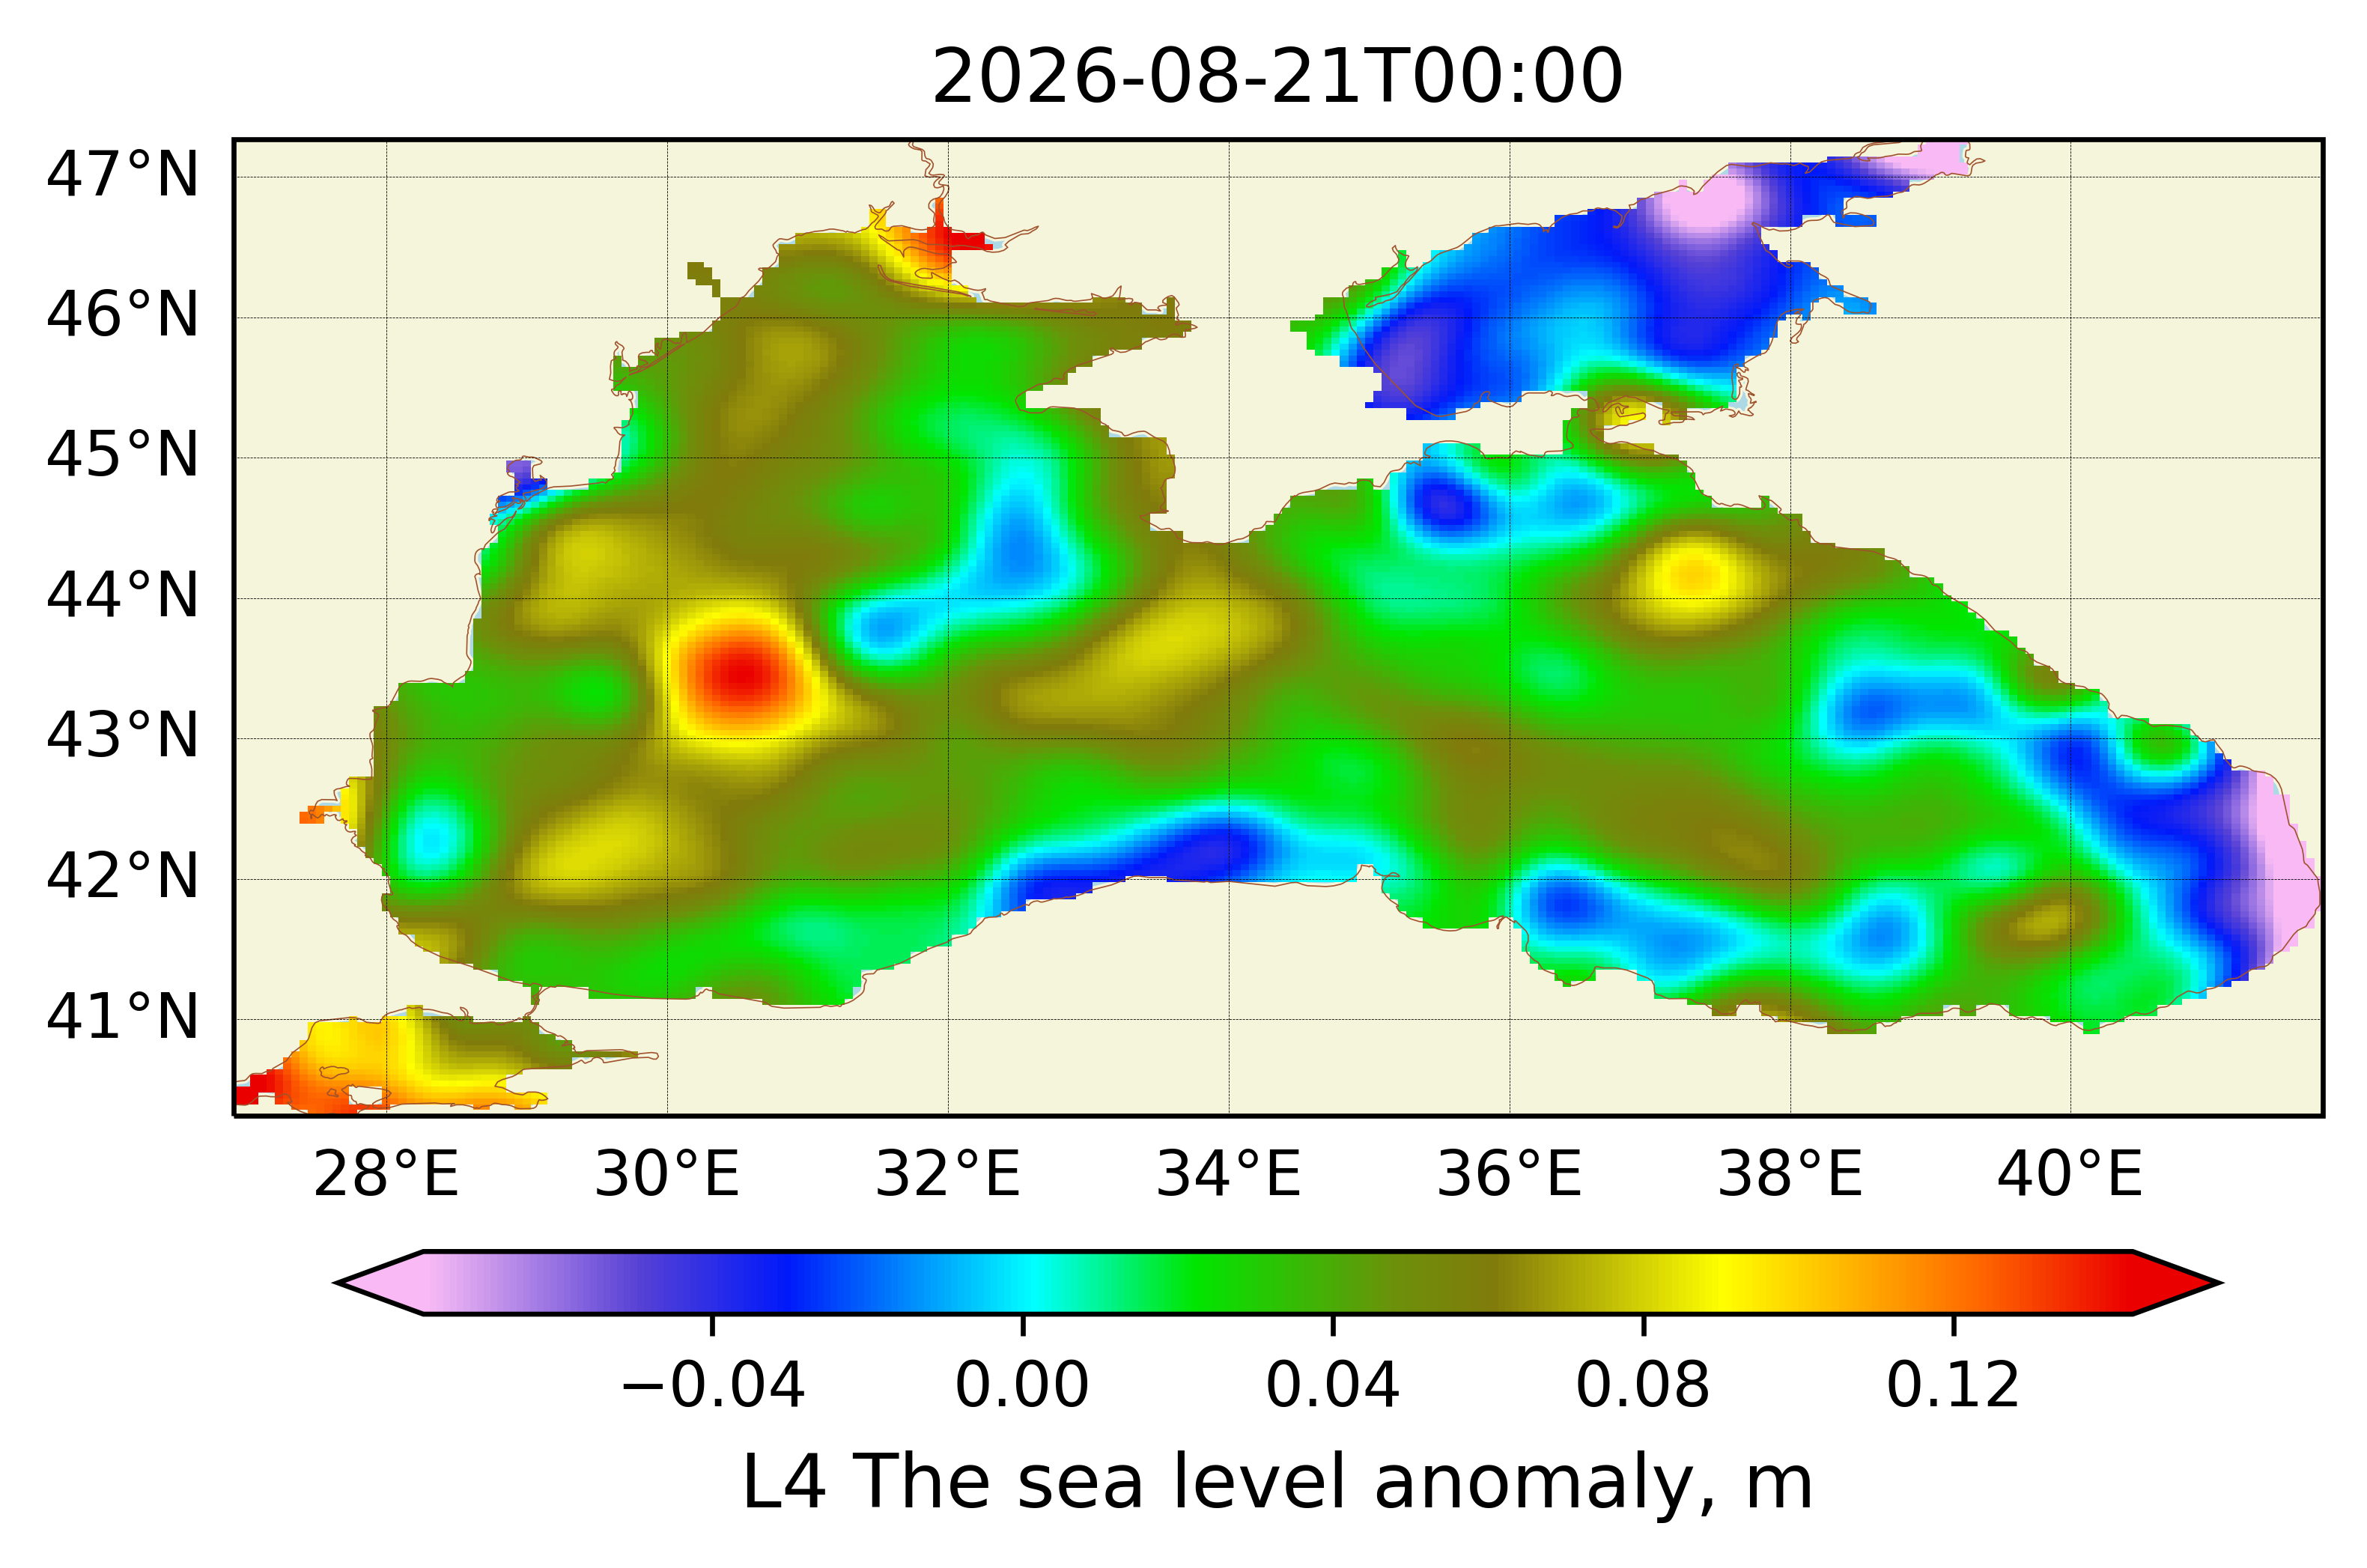 2026-08-21T00:00
47°N
46°N
45°N
44°N
43°N
42°N
41°N
28°E 30°E 32°E 34°E 36°E 38°E 40°E
−0.04 0.00 0.04 0.08 0.12
L4 The sea level anomaly, m